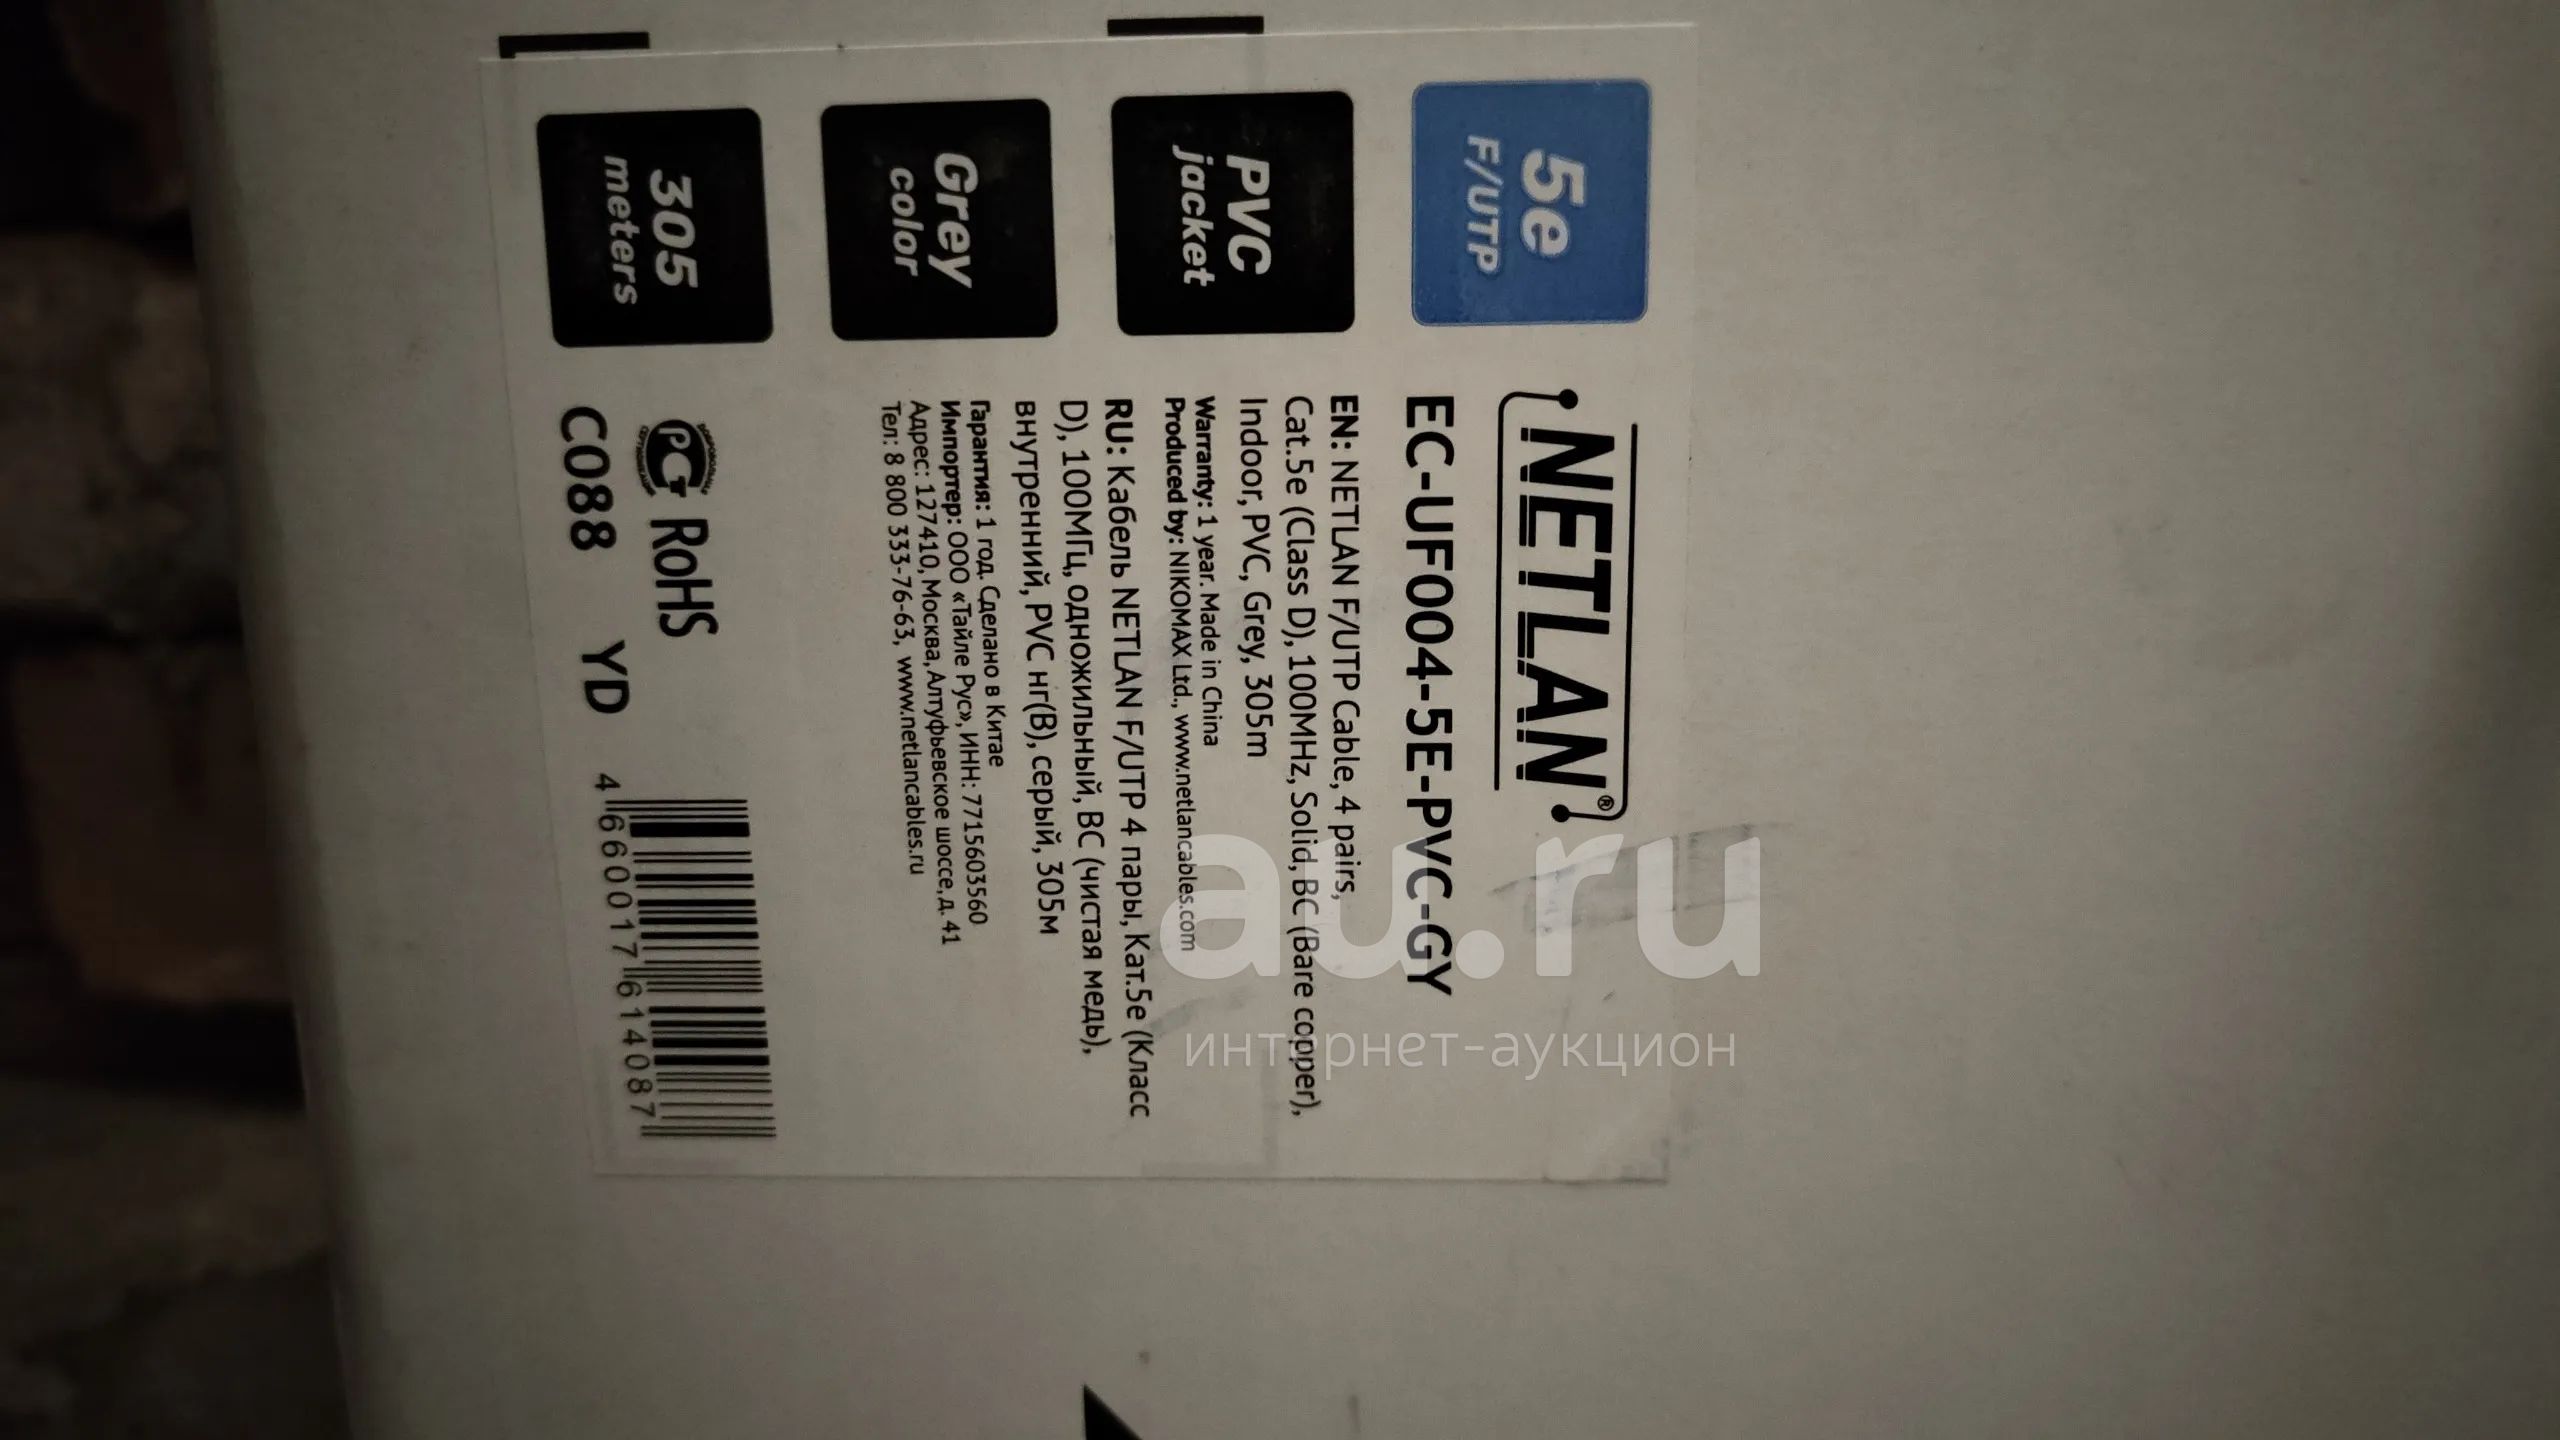 5e
F/UTP
PVC
jacket
Grey
color
305
meters
NETLAN®
EC-UF004-5E-PVC-GY
EN: NETLAN F/UTP Cable, 4 pairs,
Cat.5e (Class D), 100MHz, Solid, BC (Bare copper),
Indoor, PVC, Grey, 305m
Warranty: 1 year. Made in China
Produced by: NIKOMAX Ltd., www.netlancables.com
RU: Кабель NETLAN F/UTP 4 пары, Кат.5е (Класс
D), 100МГц, одножильный, BC (чистая медь),
внутренний, PVC нг(B), серый, 305м
Гарантия: 1 год. Сделано в Китае
Импортер: ООО «Тайле Рус», ИНН: 7715603560
Адрес: 127410, Москва, Алтуфьевское шоссе, д. 41
Тел: 8 800 333-76-63, www.netlancables.ru
РСТ RoHS
C088 YD 4 660017 614087
au.ru
интернет-аукцион